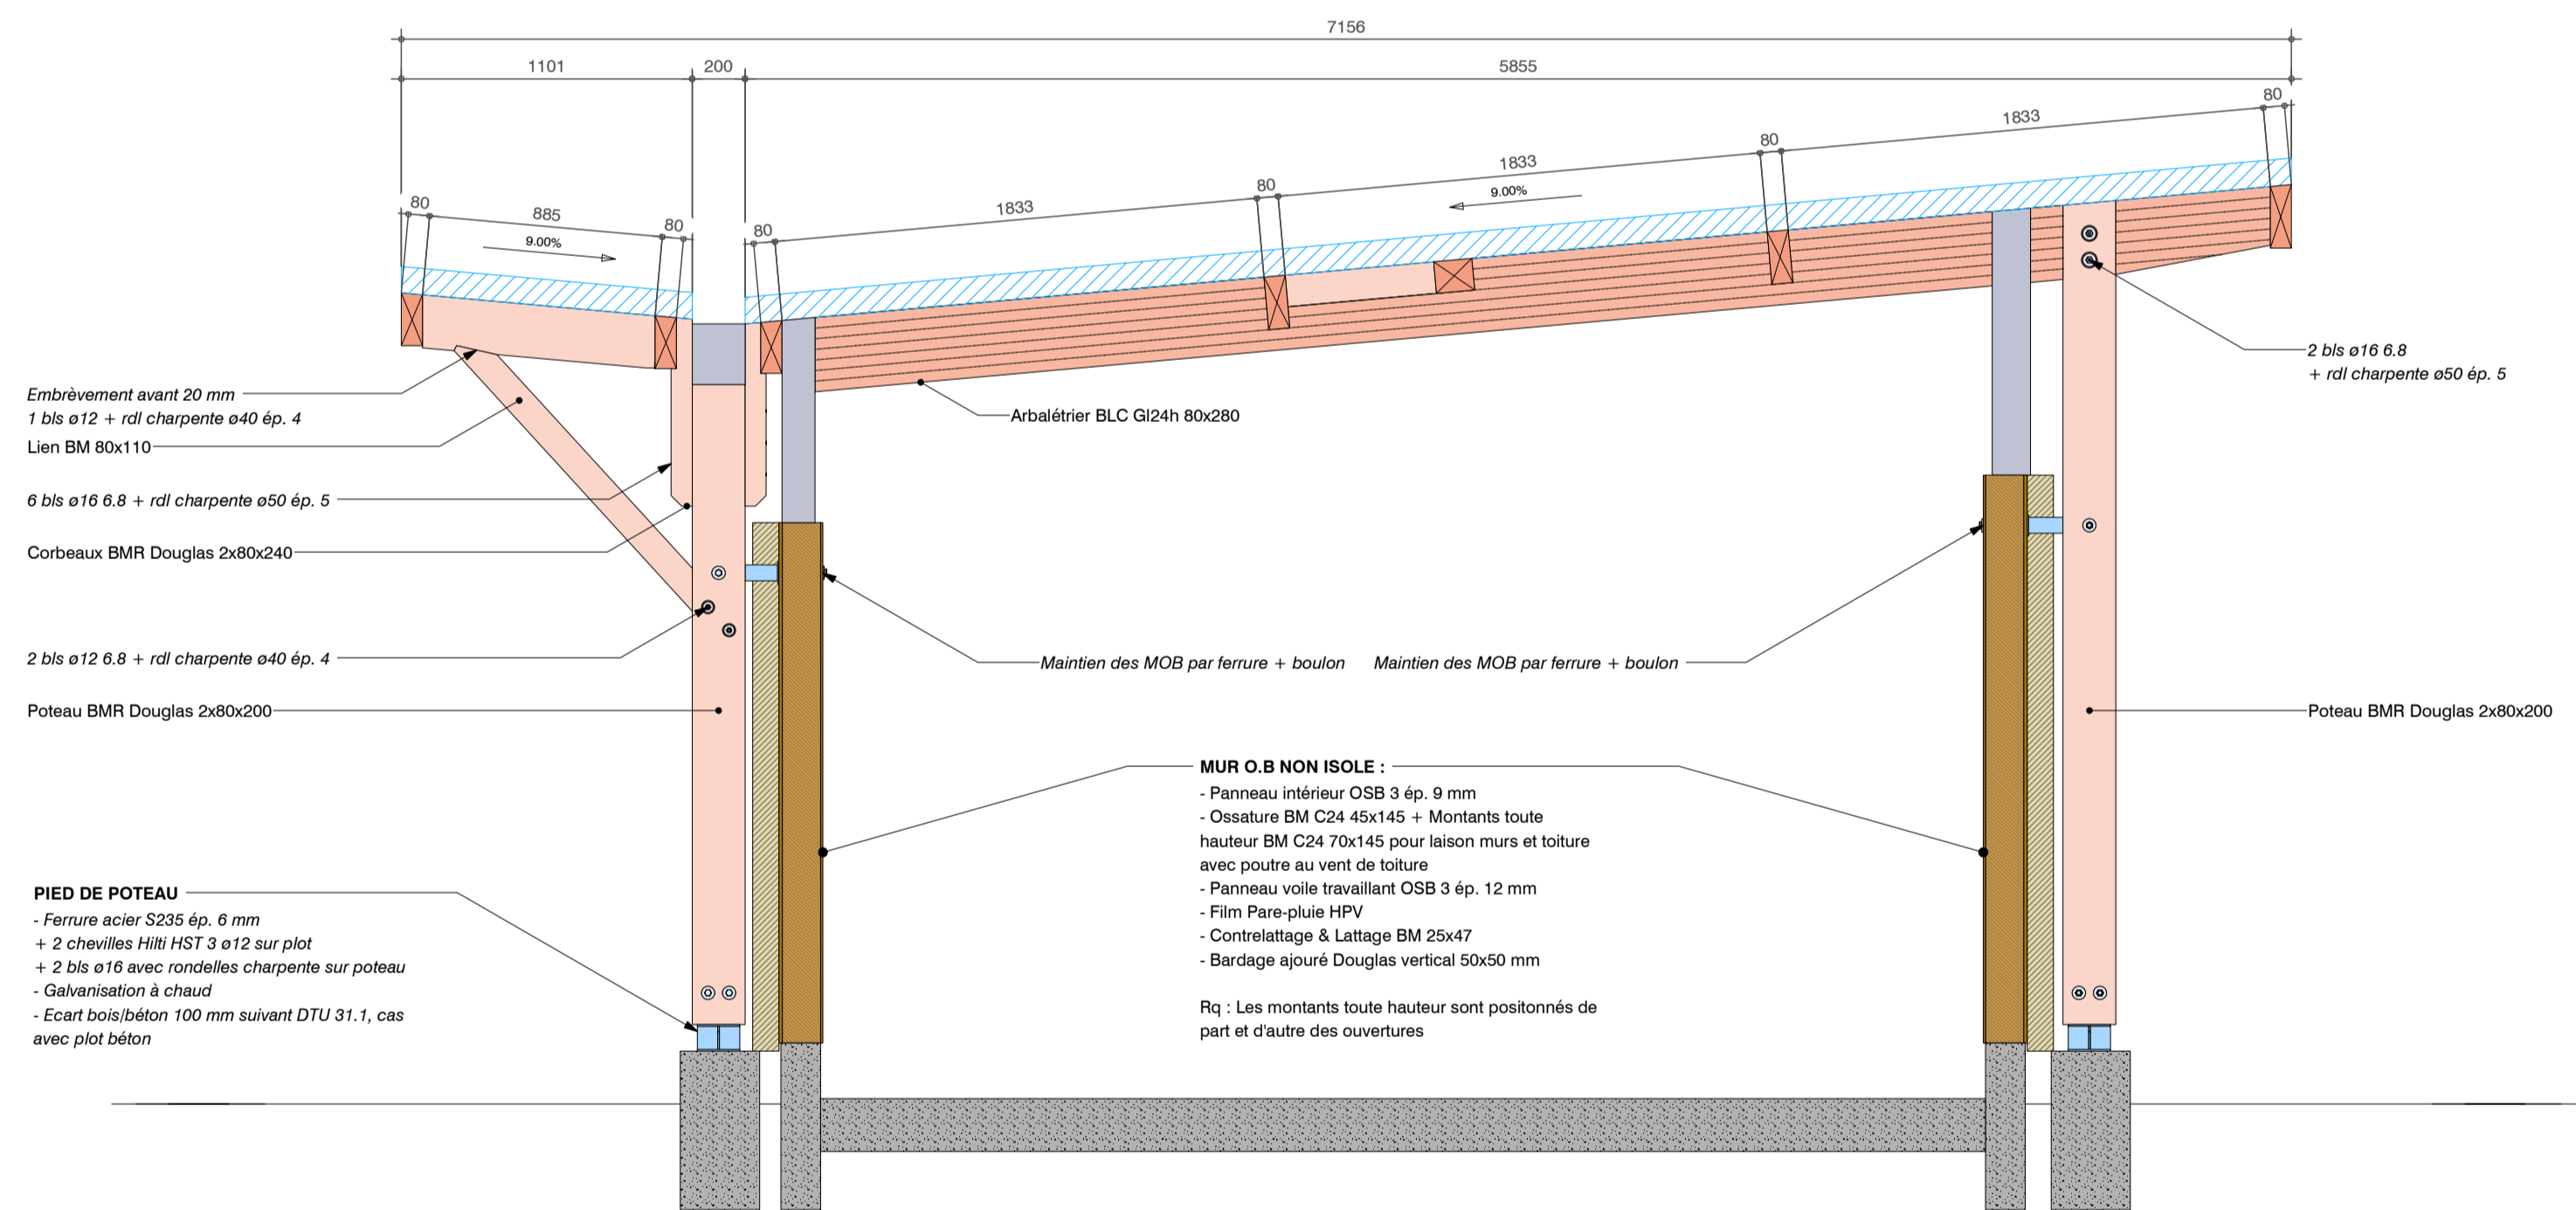 7156
1101
200
5855
80
1833
80
1833
80
1833
80
885
80
80
9.00%
9.00%
Embrèvement avant 20 mm
1 bls ø12 + rdl charpente ø40 ép. 4
Lien BM 80x110
6 bls ø16 6.8 + rdl charpente ø50 ép. 5
Corbeaux BMR Douglas 2x80x240
2 bls ø12 6.8 + rdl charpente ø40 ép. 4
Poteau BMR Douglas 2x80x200
PIED DE POTEAU
- Ferrure acier S235 ép. 6 mm
+ 2 chevilles Hilti HST 3 ø12 sur plot
+ 2 bls ø16 avec rondelles charpente sur poteau
- Galvanisation à chaud
- Ecart bois/béton 100 mm suivant DTU 31.1, cas
avec plot béton
Arbalétrier BLC Gl24h 80x280
Maintien des MOB par ferrure + boulon
Maintien des MOB par ferrure + boulon
MUR O.B NON ISOLE :
- Panneau intérieur OSB 3 ép. 9 mm
- Ossature BM C24 45x145 + Montants toute
hauteur BM C24 70x145 pour laison murs et toiture
avec poutre au vent de toiture
- Panneau voile travaillant OSB 3 ép. 12 mm
- Film Pare-pluie HPV
- Contrelattage & Lattage BM 25x47
- Bardage ajouré Douglas vertical 50x50 mm
Rq : Les montants toute hauteur sont positonnés de
part et d'autre des ouvertures
2 bls ø16 6.8
+ rdl charpente ø50 ép. 5
Poteau BMR Douglas 2x80x200